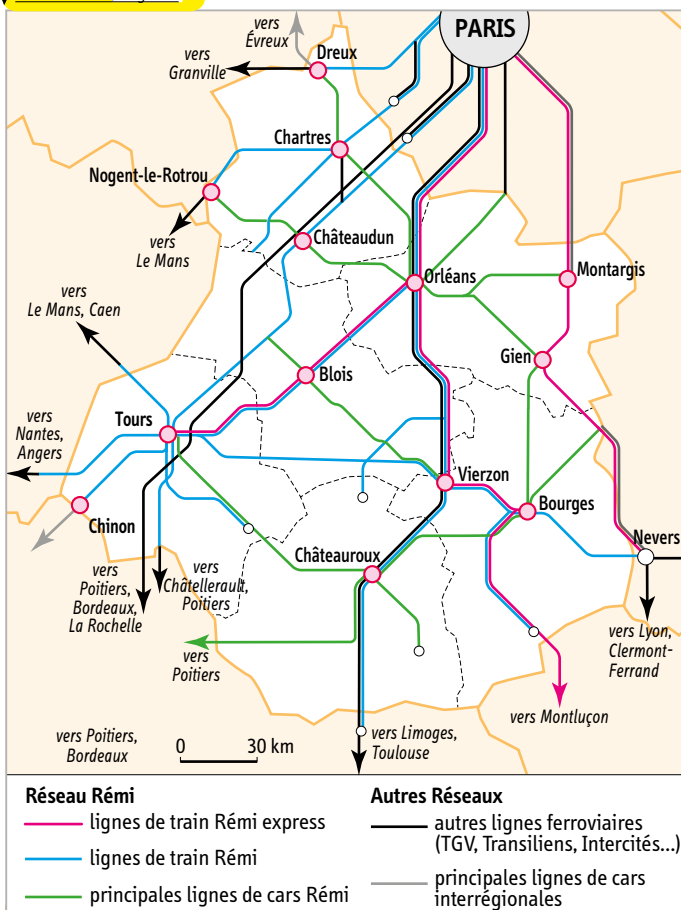 PARIS
vers
Évreux
Dreux
vers
Granville
Chartres
Nogent-le-Rotrou
vers
Le Mans
Châteaudun
Orléans
Montargis
vers
Le Mans, Caen
Gien
Blois
Tours
vers
Nantes,
Angers
Vierzon
Bourges
Chinon
Nevers
Châteauroux
vers
Poitiers,
Bordeaux,
La Rochelle
vers
Châtellerault,
Poitiers
vers Lyon,
Clermont-
Ferrand
vers
Poitiers
vers Montluçon
vers Poitiers,
Bordeaux
0 30 km
vers Limoges,
Toulouse
Réseau Rémi
lignes de train Rémi express
lignes de train Rémi
principales lignes de cars Rémi
Autres Réseaux
autres lignes ferroviaires
(TGV, Transiliens, Intercités...)
principales lignes de cars
interrégionales